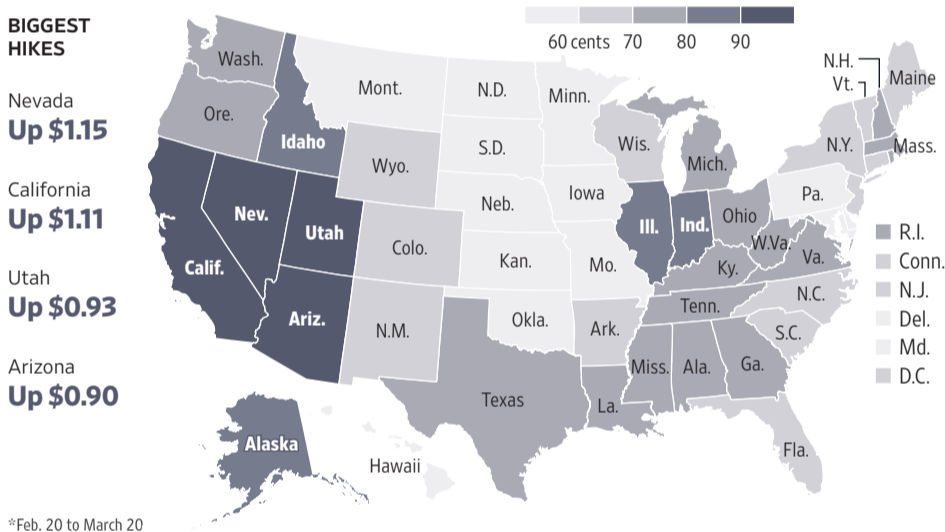 BIGGEST
HIKES
Nevada
Up $1.15
California
Up $1.11
Utah
Up $0.93
Arizona
Up $0.90
*Feb. 20 to March 20
60 cents 70 80 90
Wash.
Ore.
Idaho
Mont.
Wyo.
Nev.
Utah
Calif.
Ariz.
Colo.
N.M.
N.D.
S.D.
Neb.
Kan.
Okla.
Texas
Minn.
Iowa
Mo.
Ark.
La.
Wis.
Ill.
Ind.
Mich.
Ohio
Ky.
Tenn.
Miss.
Ala.
Ga.
Fla.
S.C.
N.C.
Va.
W.Va.
Pa.
N.Y.
Vt.
N.H.
Maine
Mass.
R.I.
Conn.
N.J.
Del.
Md.
D.C.
Alaska
Hawaii